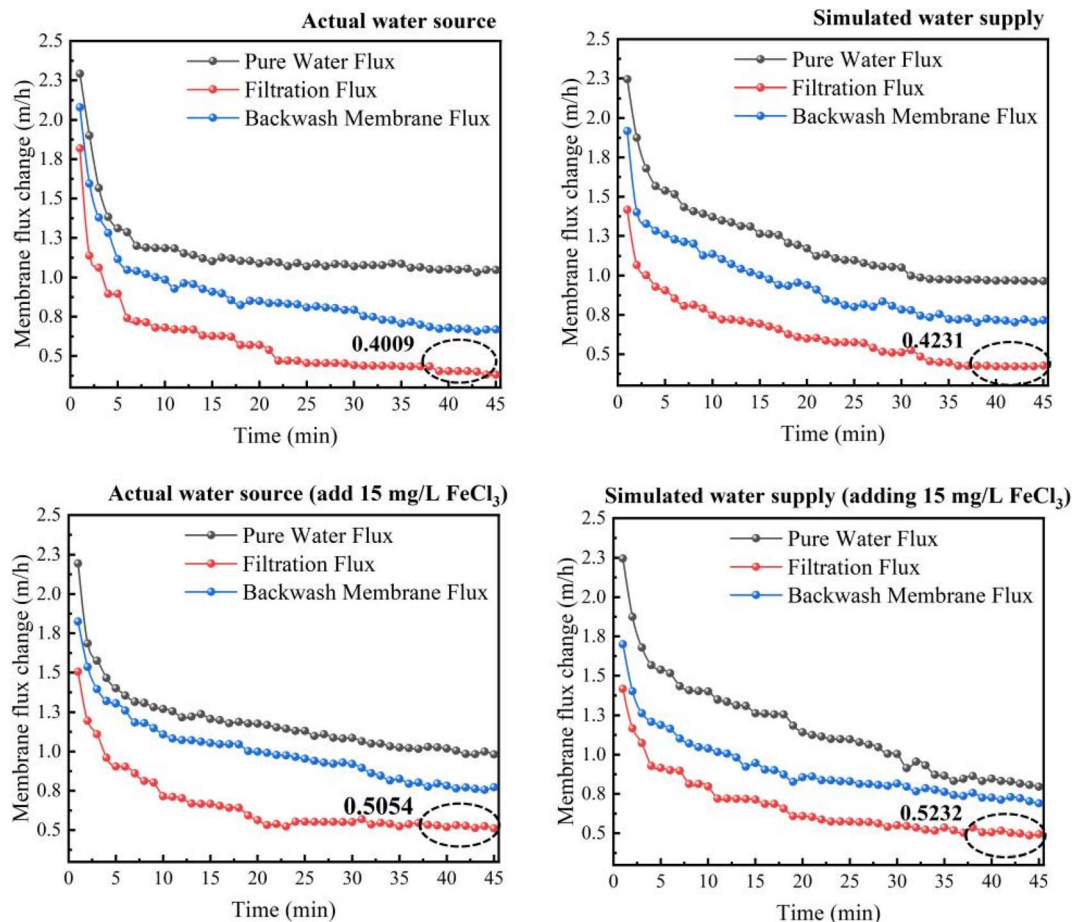 Actual water source
2.5
2.3
2.0
1.8
1.5
1.3
1.0
0.8
0.5
Membrane flux change (m/h)
Pure Water Flux
Filtration Flux
Backwash Membrane Flux
0.4009
0 5 10 15 20 25 30 35 40 45
Time (min)
Simulated water supply
2.5
2.3
2.0
1.8
1.5
1.3
1.0
0.8
0.5
Membrane flux change (m/h)
Pure Water Flux
Filtration Flux
Backwash Membrane Flux
0.4231
0 5 10 15 20 25 30 35 40 45
Time (min)
Actual water source (add 15 mg/L FeCl₃)
2.5
2.3
2.0
1.8
1.5
1.3
1.0
0.8
0.5
Membrane flux change (m/h)
Pure Water Flux
Filtration Flux
Backwash Membrane Flux
0.5054
0 5 10 15 20 25 30 35 40 45
Time (min)
Simulated water supply (adding 15 mg/L FeCl₃)
2.5
2.3
2.0
1.8
1.5
1.3
1.0
0.8
0.5
Membrane flux change (m/h)
Pure Water Flux
Filtration Flux
Backwash Membrane Flux
0.5232
0 5 10 15 20 25 30 35 40 45
Time (min)